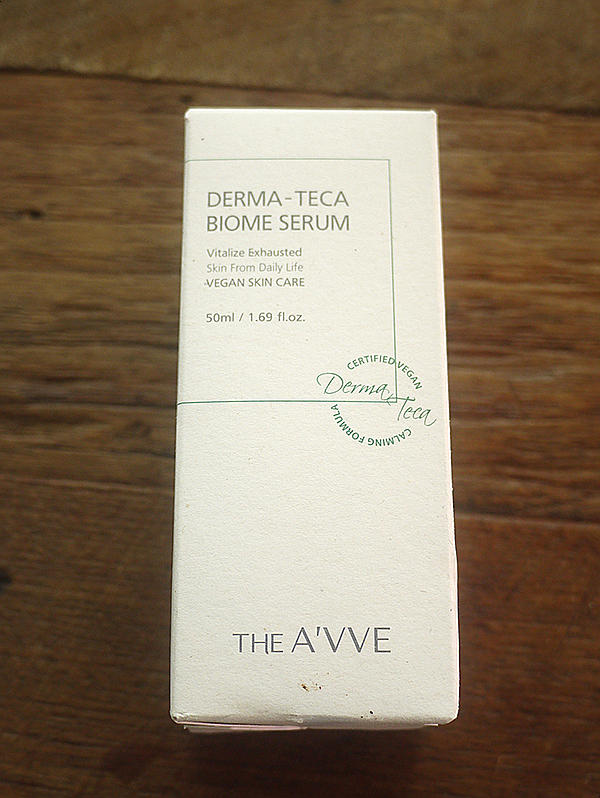 DERMA-TECA
BIOME SERUM
Vitalize Exhausted
Skin From Daily Life
VEGAN SKIN CARE
50ml / 1.69 fl.oz.
CERTIFIED VEGAN
Derma Teca
CALMING FORMULA
THE A'VVE